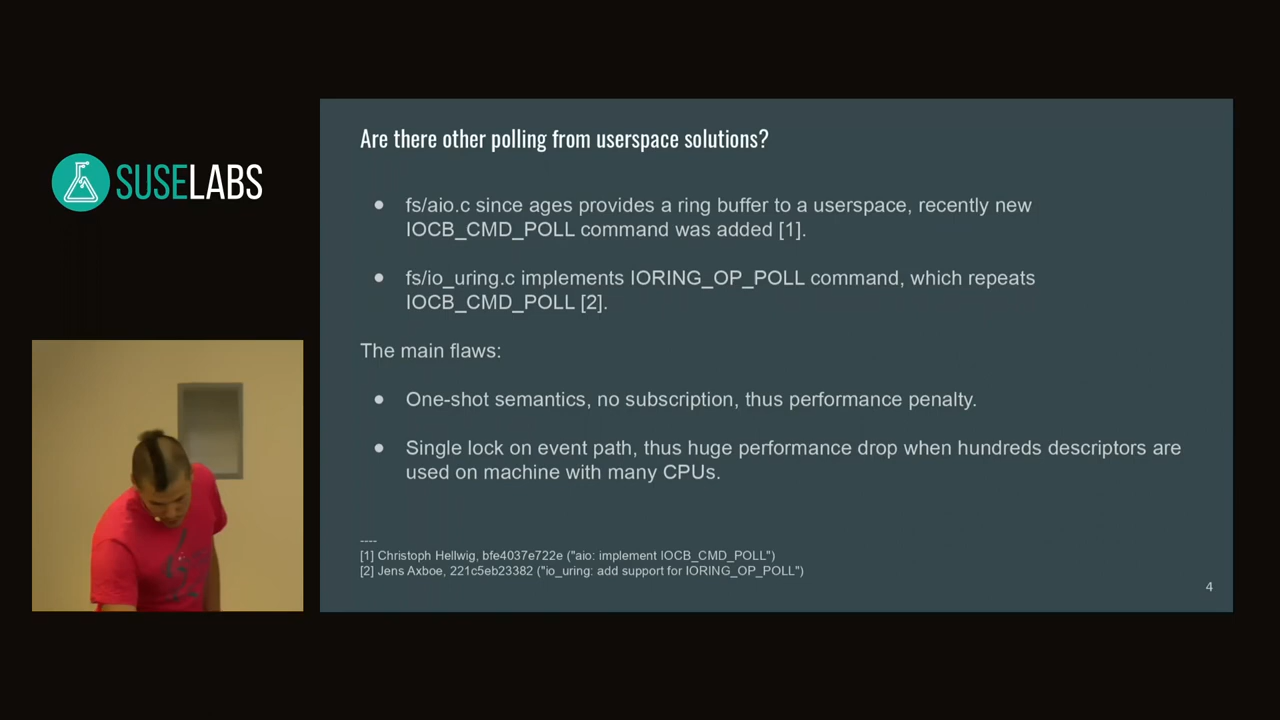 SUSELABS
Are there other polling from userspace solutions?
● fs/aio.c since ages provides a ring buffer to a userspace, recently new
IOCB_CMD_POLL command was added [1].
● fs/io_uring.c implements IORING_OP_POLL command, which repeats
IOCB_CMD_POLL [2].
The main flaws:
● One-shot semantics, no subscription, thus performance penalty.
● Single lock on event path, thus huge performance drop when hundreds descriptors are
used on machine with many CPUs.
----
[1] Christoph Hellwig, bfe4037e722e ("aio: implement IOCB_CMD_POLL")
[2] Jens Axboe, 221c5eb23382 ("io_uring: add support for IORING_OP_POLL")
4